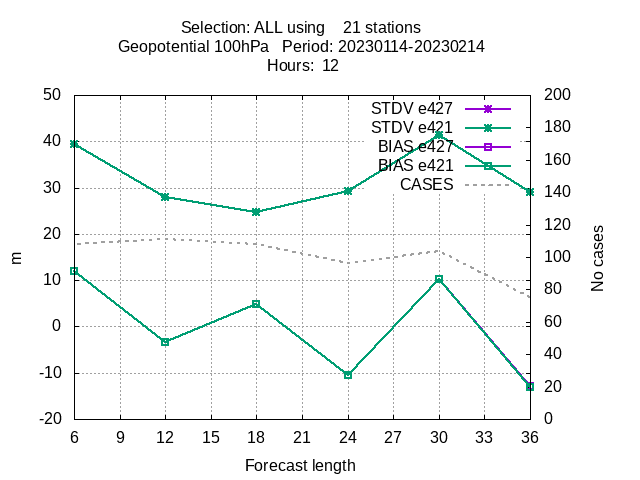 Selection: ALL using 21 stations
Geopotential 100hPa Period: 20230114-20230214
Hours: 12
STDV e427
STDV e421
BIAS e427
BIAS e421
CASES
50
40
30
20
10
0
-10
-20
m
200
180
160
140
120
100
80
60
40
20
0
No cases
6 9 12 15 18 21 24 27 30 33 36
Forecast length